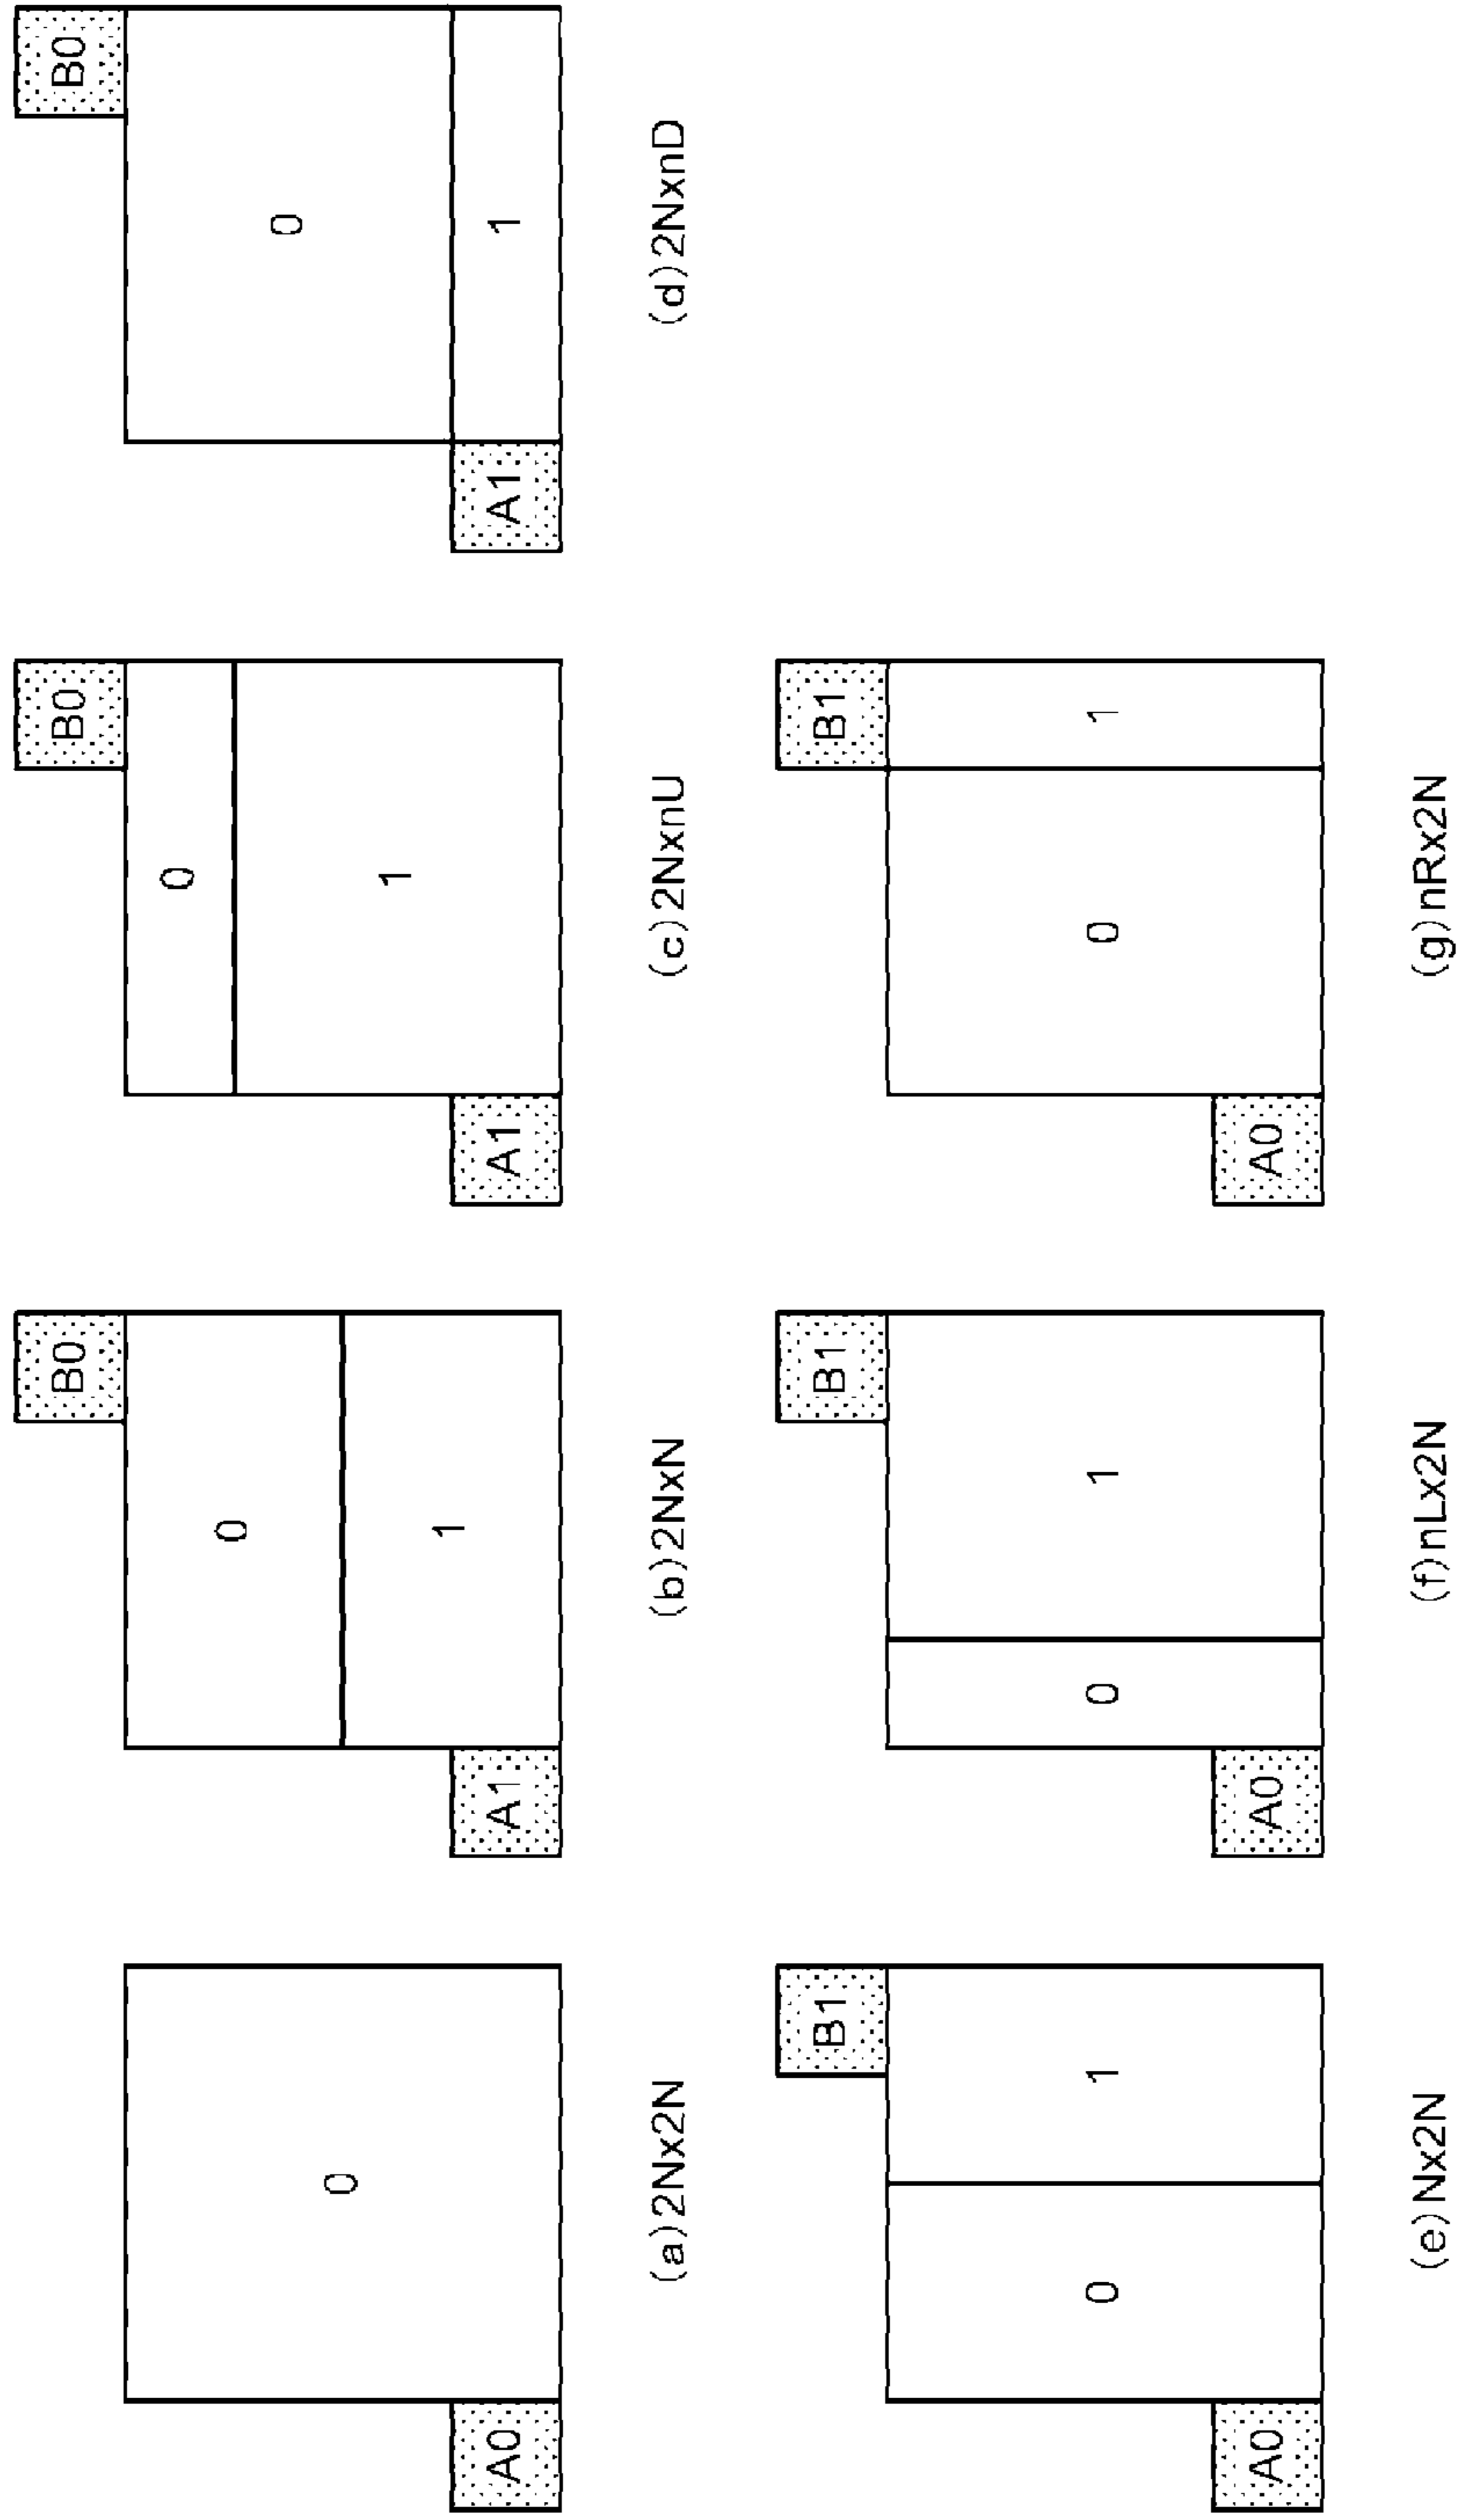 0
A0
(a)2Nx2N
B0
0
1
A1
(b)2NxN
B0
0
1
A1
(c)2NxnU
B0
0
1
A1
(d)2NxnD
B1
0
1
A0
(e)Nx2N
B1
0
1
A0
(f)nLx2N
B1
0
1
A0
(g)nRx2N